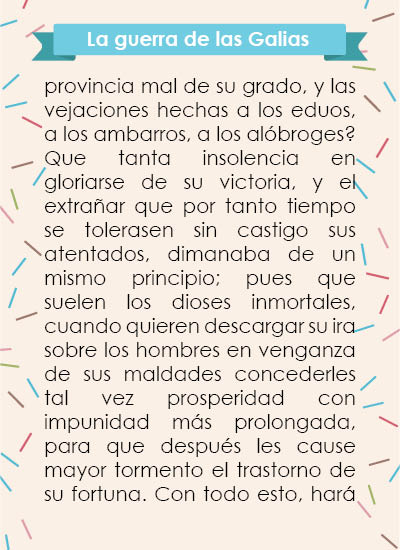 La guerra de las Galias
provincia mal de su grado, y las
vejaciones hechas a los eduos,
a los ambarros, a los alóbroges?
Que tanta insolencia en
gloriarse de su victoria, y el
extrañar que por tanto tiempo
se tolerasen sin castigo sus
atentados, dimanaba de un
mismo principio; pues que
suelen los dioses inmortales,
cuando quieren descargar su ira
sobre los hombres en venganza
de sus maldades concederles
tal vez prosperidad con
impunidad más prolongada,
para que después les cause
mayor tormento el trastorno de
su fortuna. Con todo esto, hará